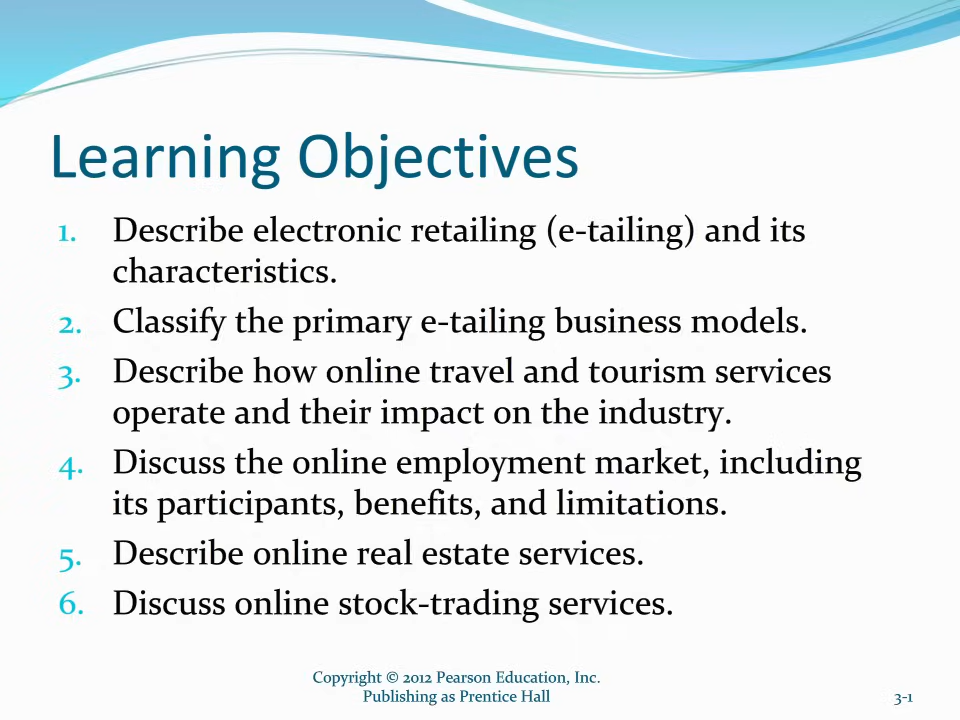 Learning Objectives
1. Describe electronic retailing (e-tailing) and its
characteristics.
2. Classify the primary e-tailing business models.
3. Describe how online travel and tourism services
operate and their impact on the industry.
4. Discuss the online employment market, including
its participants, benefits, and limitations.
5. Describe online real estate services.
6. Discuss online stock-trading services.
Copyright © 2012 Pearson Education, Inc.
Publishing as Prentice Hall
3-1